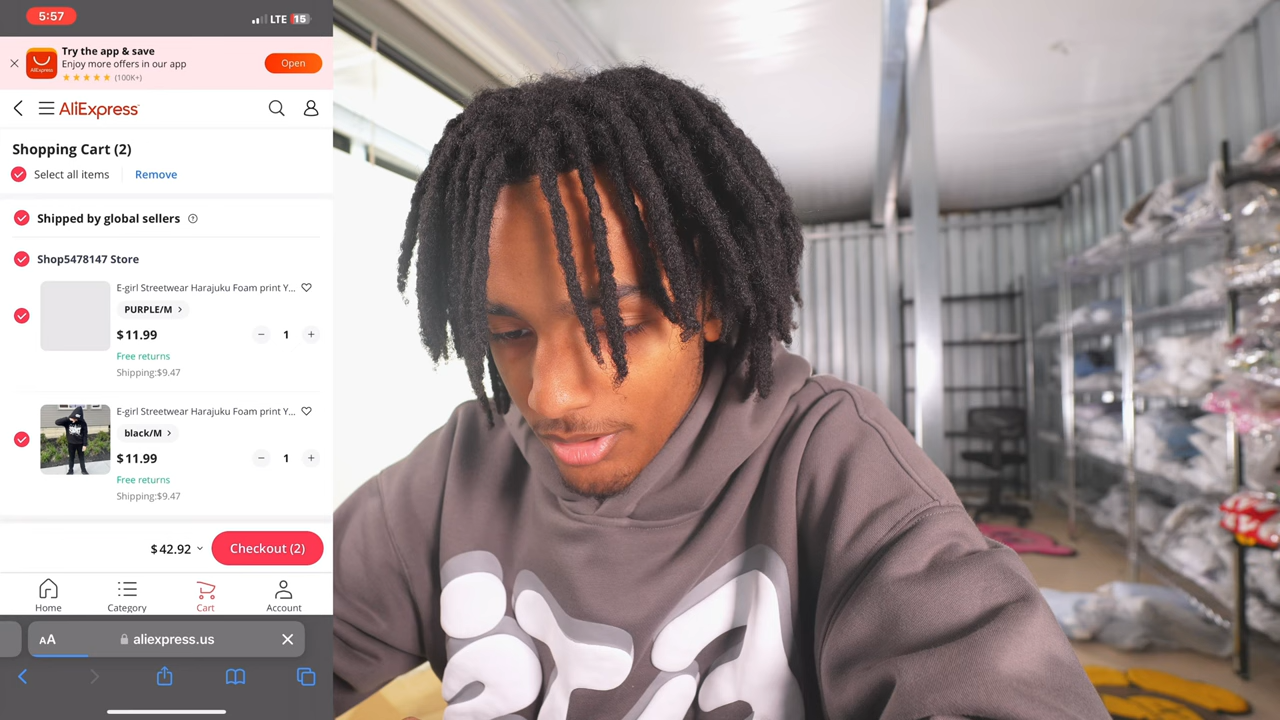 5:57
LTE 15
Try the app & save
Enjoy more offers in our app
(100K+)
Open
AliExpress
AliExpress
Shopping Cart (2)
Select all items
Remove
Shipped by global sellers
Shop5478147 Store
E-girl Streetwear Harajuku Foam print Y...
PURPLE/M >
$11.99
− 1 +
Free returns
Shipping:$9.47
E-girl Streetwear Harajuku Foam print Y...
black/M >
$11.99
− 1 +
Free returns
Shipping:$9.47
$42.92
Checkout (2)
Home
Category
Cart
Account
AA
aliexpress.us